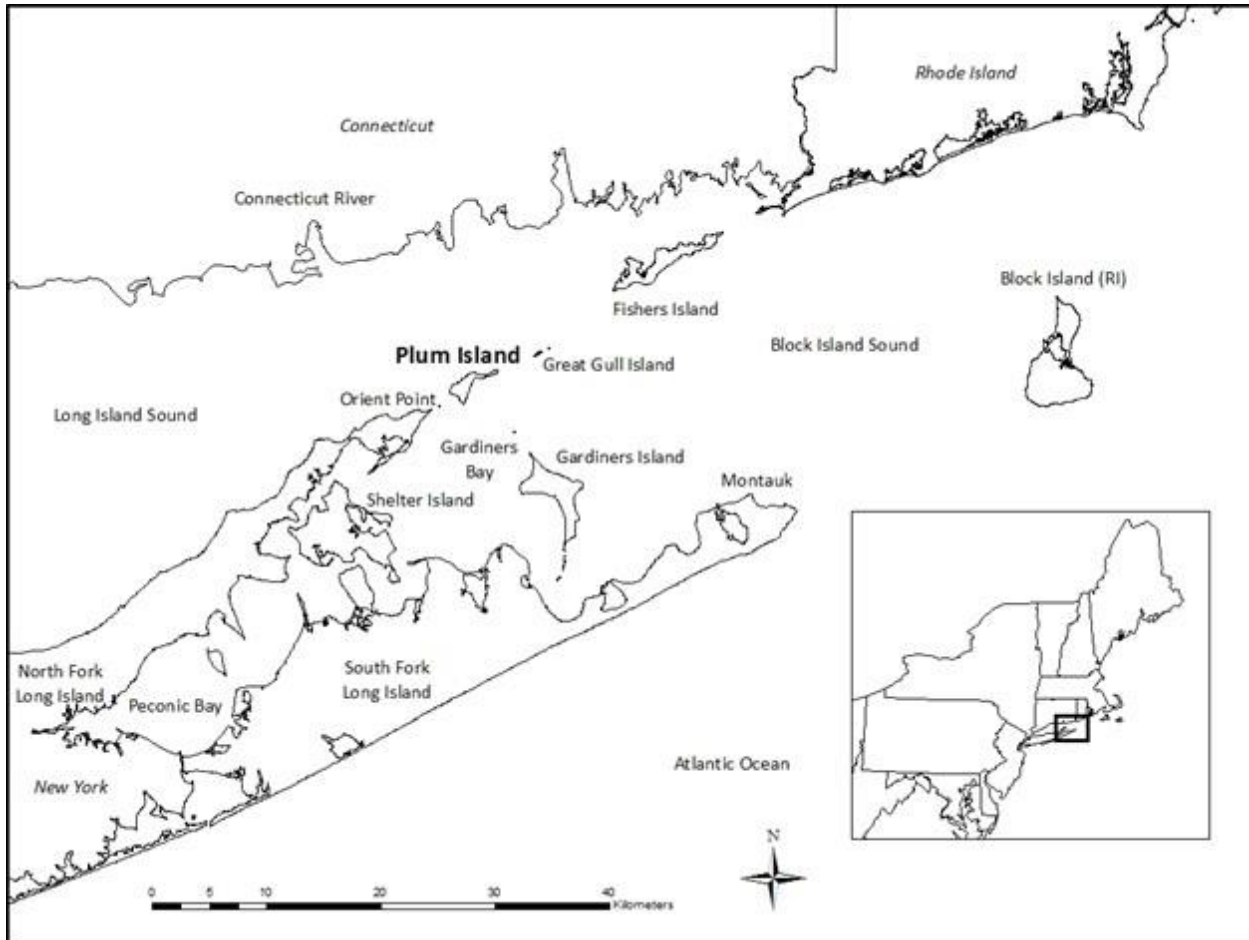 Rhode Island
Connecticut
Connecticut River
Block Island (RI)
Fishers Island
Block Island Sound
Plum Island
Great Gull Island
Orient Point
Long Island Sound
Gardiners
Bay
Gardiners Island
Montauk
Shelter Island
North Fork
Long Island
South Fork
Long Island
Peconic Bay
Atlantic Ocean
New York
N
0 5 10 20 30 40
Kilometers